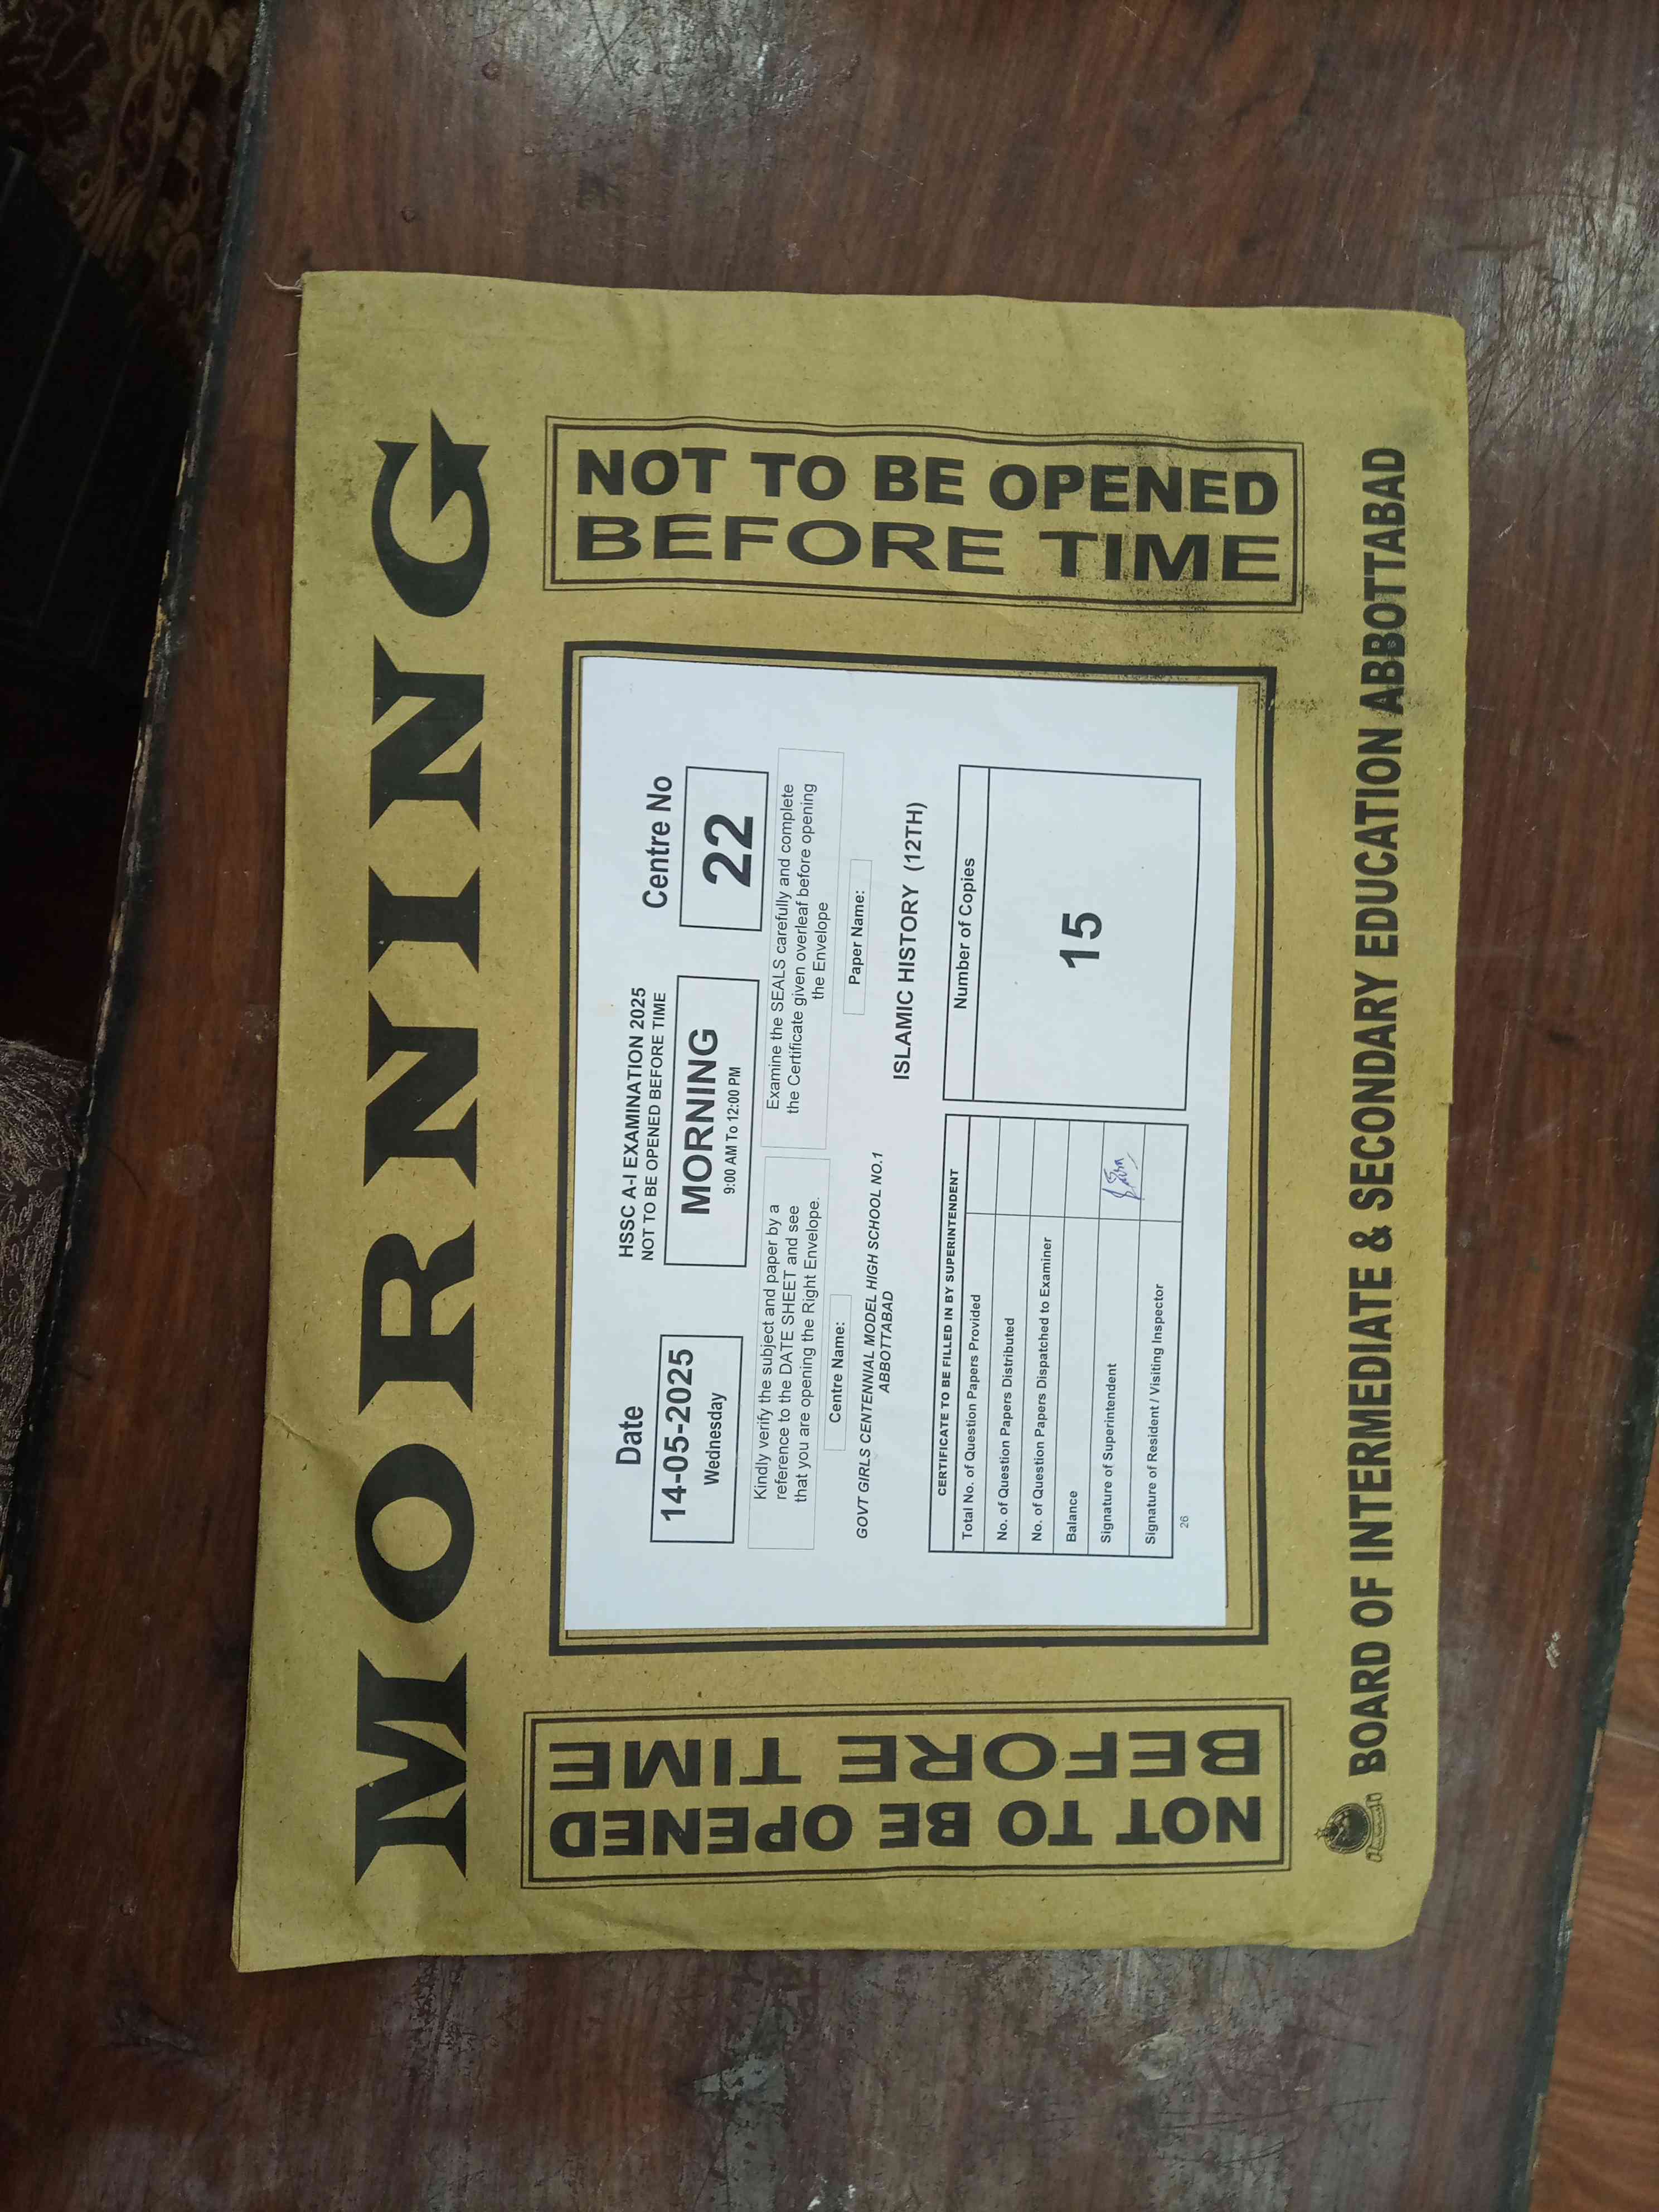 MORNING
NOT TO BE OPENED
BEFORE TIME
Date
14-05-2025
Wednesday
HSSC A-I EXAMINATION 2025
NOT TO BE OPENED BEFORE TIME
MORNING
9:00 AM To 12:00 PM
Centre No
22
Kindly verify the subject and paper by a
reference to the DATE SHEET and see
that you are opening the Right Envelope.
Examine the SEALS carefully and complete
the Certificate given overleaf before opening
the Envelope
Centre Name:
GOVT GIRLS CENTENNIAL MODEL HIGH SCHOOL NO.1
ABBOTTABAD
Paper Name:
ISLAMIC HISTORY (12TH)
CERTIFICATE TO BE FILLED IN BY SUPERINTENDENT
Total No. of Question Papers Provided
No. of Question Papers Distributed
No. of Question Papers Dispatched to Examiner
Balance
Signature of Superintendent
Signature of Resident / Visiting Inspector
26
Number of Copies
15
NOT TO BE OPENED
BEFORE TIME
BOARD OF INTERMEDIATE & SECONDARY EDUCATION ABBOTTABAD